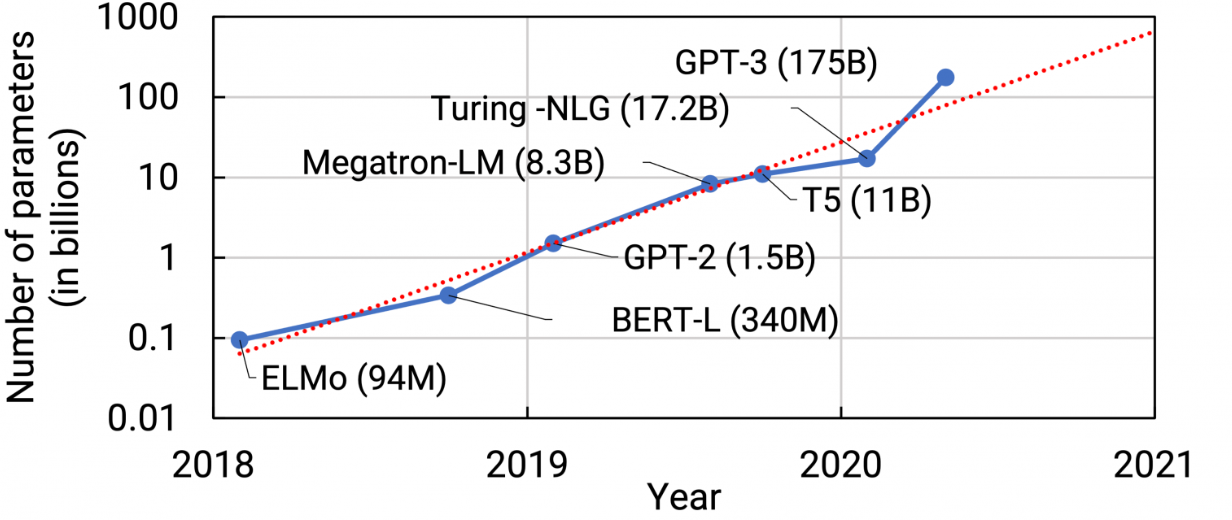 1000
100
10
1
0.1
0.01
Number of parameters
(in billions)
GPT-3 (175B)
Turing -NLG (17.2B)
Megatron-LM (8.3B)
T5 (11B)
GPT-2 (1.5B)
BERT-L (340M)
ELMo (94M)
2018 2019 2020 2021
Year